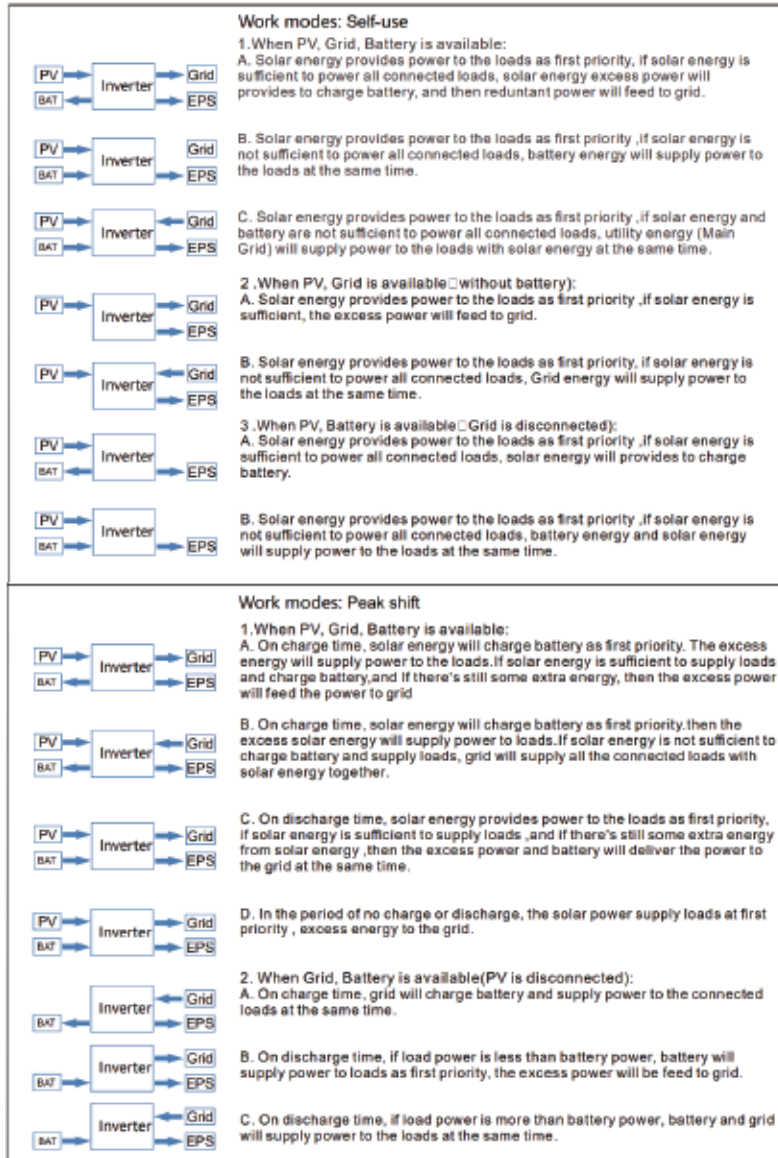 Work modes: Self-use
1.When PV, Grid, Battery is available:
A. Solar energy provides power to the loads as first priority, if solar energy is
sufficient to power all connected loads, solar energy excess power will
provides to charge battery, and then reduntant power will feed to grid.
PV
BAT
Inverter
Grid
EPS
B. Solar energy provides power to the loads as first priority ,if solar energy is
not sufficient to power all connected loads, battery energy will supply power to
the loads at the same time.
PV
BAT
Inverter
Grid
EPS
C. Solar energy provides power to the loads as first priority ,if solar energy and
battery are not sufficient to power all connected loads, utility energy (Main
Grid) will supply power to the loads with solar energy at the same time.
PV
BAT
Inverter
Grid
EPS
2 .When PV, Grid is available□without battery):
A. Solar energy provides power to the loads as first priority ,if solar energy is
sufficient, the excess power will feed to grid.
PV
Inverter
Grid
EPS
B. Solar energy provides power to the loads as first priority, if solar energy is
not sufficient to power all connected loads, Grid energy will supply power to
the loads at the same time.
PV
Inverter
Grid
EPS
3 .When PV, Battery is available□Grid is disconnected):
A. Solar energy provides power to the loads as first priority ,if solar energy is
sufficient to power all connected loads, solar energy will provides to charge
battery.
PV
BAT
Inverter
EPS
B. Solar energy provides power to the loads as first priority ,if solar energy is
not sufficient to power all connected loads, battery energy and solar energy
will supply power to the loads at the same time.
PV
BAT
Inverter
EPS
Work modes: Peak shift
1.When PV, Grid, Battery is available:
A. On charge time, solar energy will charge battery as first priority. The excess
energy will supply power to the loads.If solar energy is sufficient to supply loads
and charge battery,and If there's still some extra energy, then the excess power
will feed the power to grid
PV
BAT
Inverter
Grid
EPS
B. On charge time, solar energy will charge battery as first priority.then the
excess solar energy will supply power to loads.If solar energy is not sufficient to
charge battery and supply loads, grid will supply all the connected loads with
solar energy together.
PV
BAT
Inverter
Grid
EPS
C. On discharge time, solar energy provides power to the loads as first priority,
if solar energy is sufficient to supply loads ,and if there's still some extra energy
from solar energy ,then the excess power and battery will deliver the power to
the grid at the same time.
PV
BAT
Inverter
Grid
EPS
D. In the period of no charge or discharge, the solar power supply loads at first
priority , excess energy to the grid.
PV
BAT
Inverter
Grid
EPS
2. When Grid, Battery is available(PV is disconnected):
A. On charge time, grid will charge battery and supply power to the connected
loads at the same time.
BAT
Inverter
Grid
EPS
B. On discharge time, if load power is less than battery power, battery will
supply power to loads as first priority, the excess power will be feed to grid.
BAT
Inverter
Grid
EPS
C. On discharge time, if load power is more than battery power, battery and grid
will supply power to the loads at the same time.
BAT
Inverter
Grid
EPS